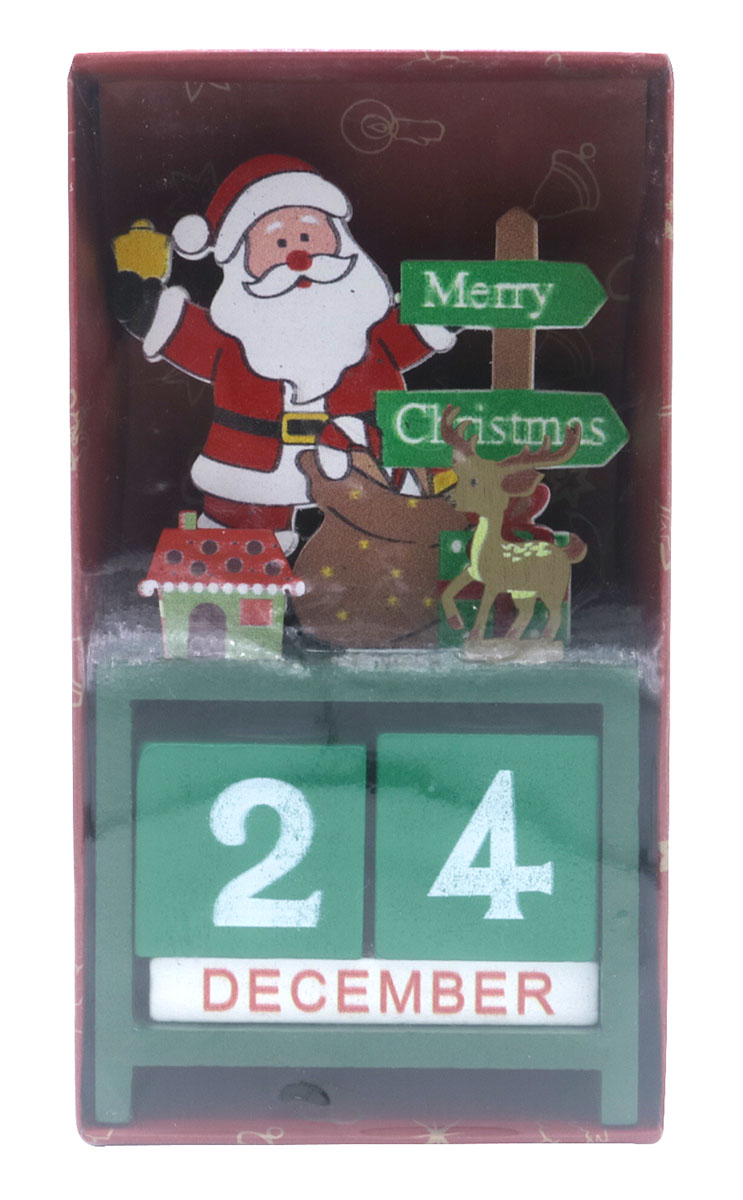 Merry
Christmas
24
DECEMBER